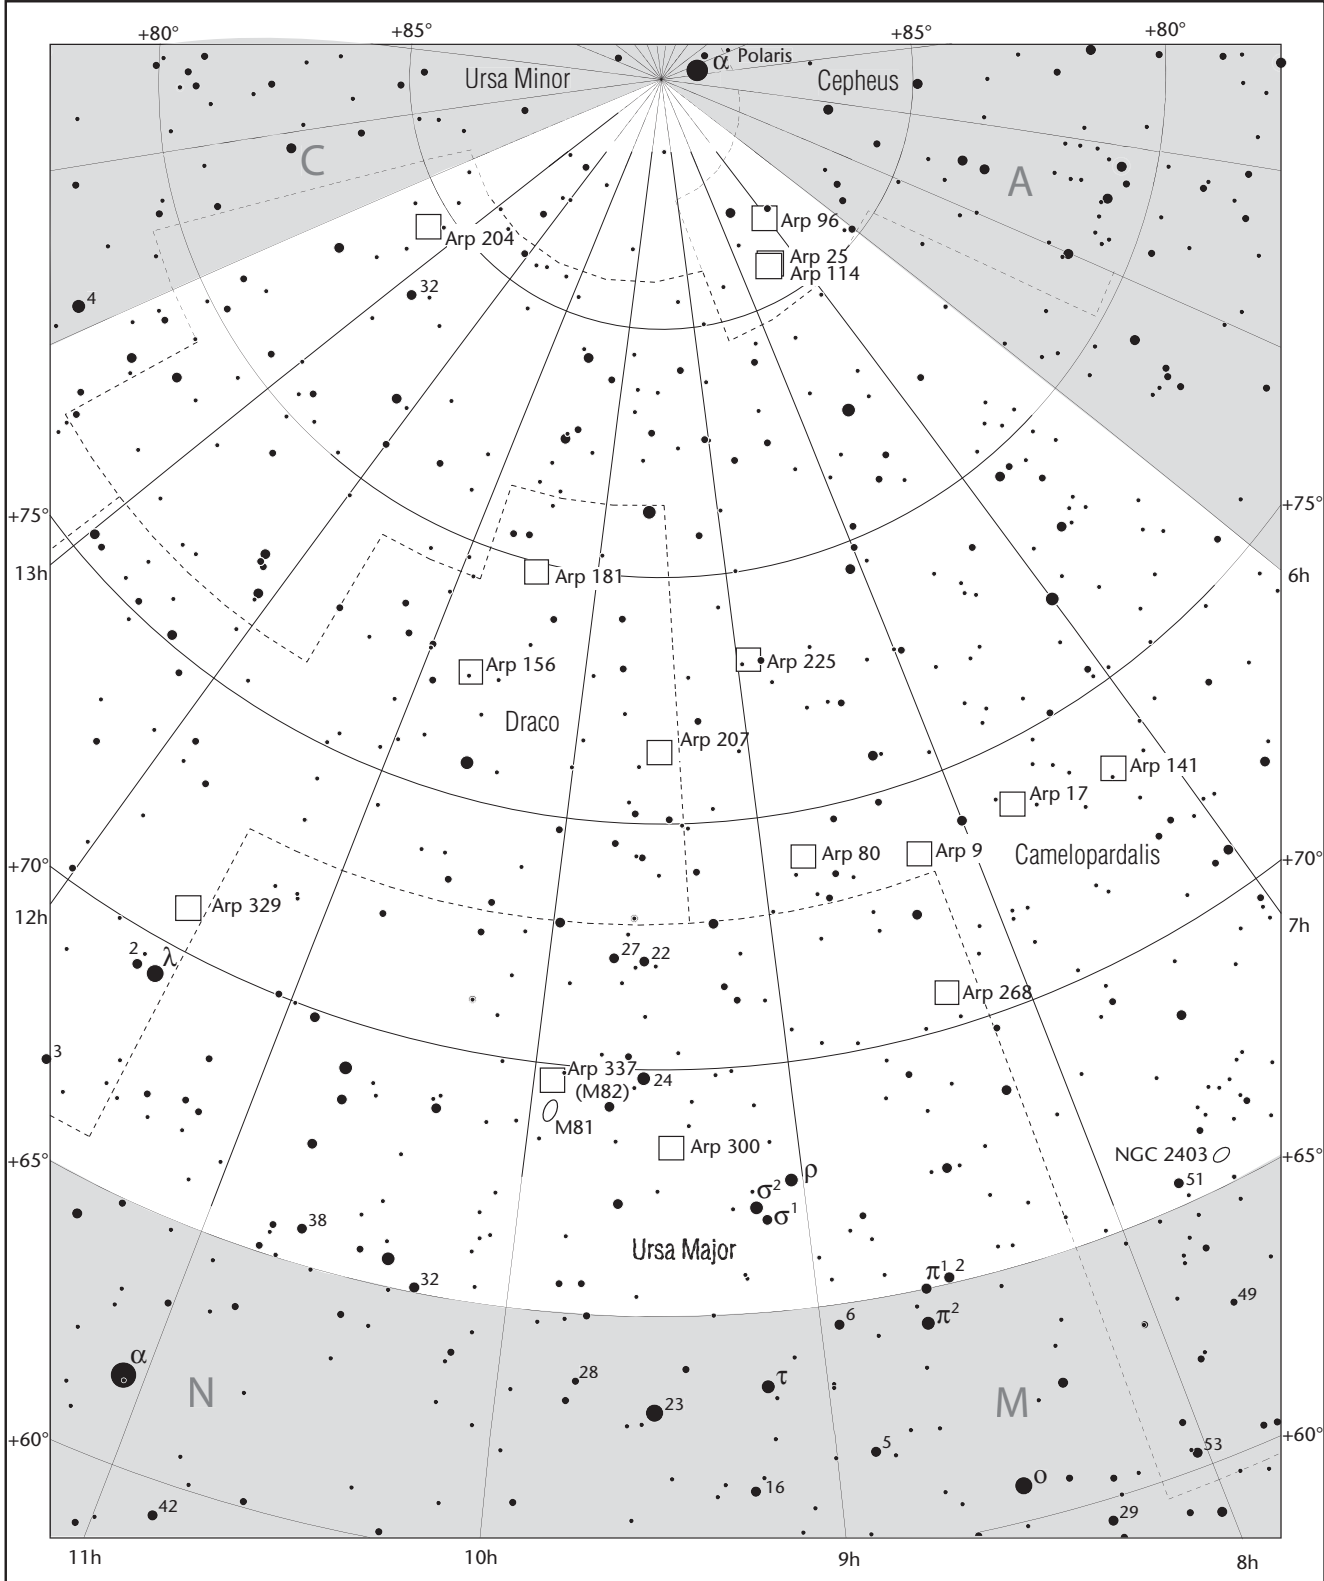 +80° +85° +85° +80°
α Polaris
Ursa Minor Cepheus
C A
Arp 204 Arp 96
Arp 25
Arp 114
4 32
+75° +75°
13h 6h
Arp 181
Arp 156 Arp 225
Draco
Arp 207
Arp 141
Arp 17
Arp 80 Arp 9 Camelopardalis
+70° +70°
12h 7h
Arp 329
2 λ 27 22
Arp 268
3
Arp 337
(M82) 24
M81
Arp 300 NGC 2403
+65° +65°
ρ 51
σ2
σ1
38 Ursa Major
32 π1 2
49
6 π2
α
N 28 τ M
23
+60° +60°
5 53
16 ο
42 29
11h 10h 9h 8h